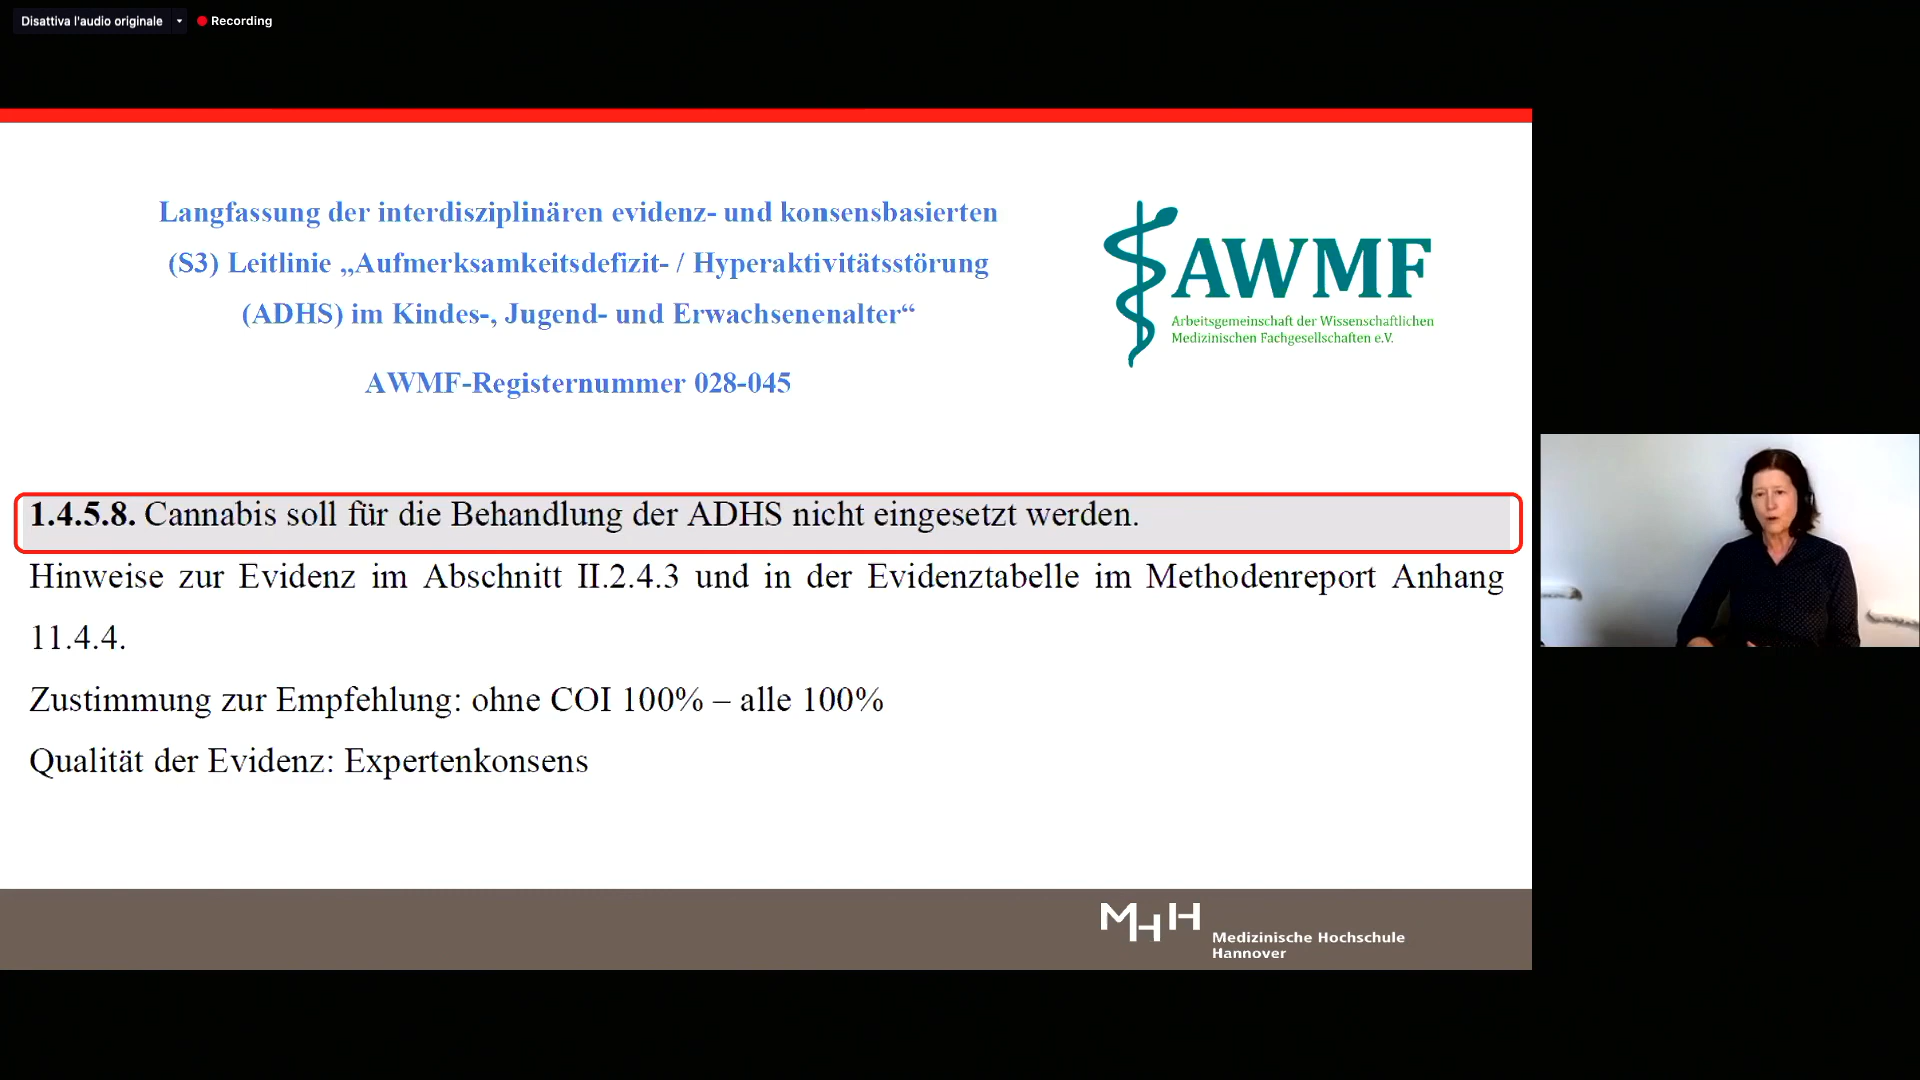 Disattiva l'audio originale
Recording
Langfassung der interdisziplinären evidenz- und konsensbasierten
(S3) Leitlinie „Aufmerksamkeitsdefizit- / Hyperaktivitätsstörung
(ADHS) im Kindes-, Jugend- und Erwachsenenalter“
AWMF-Registernummer 028-045
AWMF
Arbeitsgemeinschaft der Wissenschaftlichen
Medizinischen Fachgesellschaften e.V.
1.4.5.8. Cannabis soll für die Behandlung der ADHS nicht eingesetzt werden.
Hinweise zur Evidenz im Abschnitt II.2.4.3 und in der Evidenztabelle im Methodenreport Anhang
11.4.4.
Zustimmung zur Empfehlung: ohne COI 100% – alle 100%
Qualität der Evidenz: Expertenkonsens
MHH
Medizinische Hochschule
Hannover